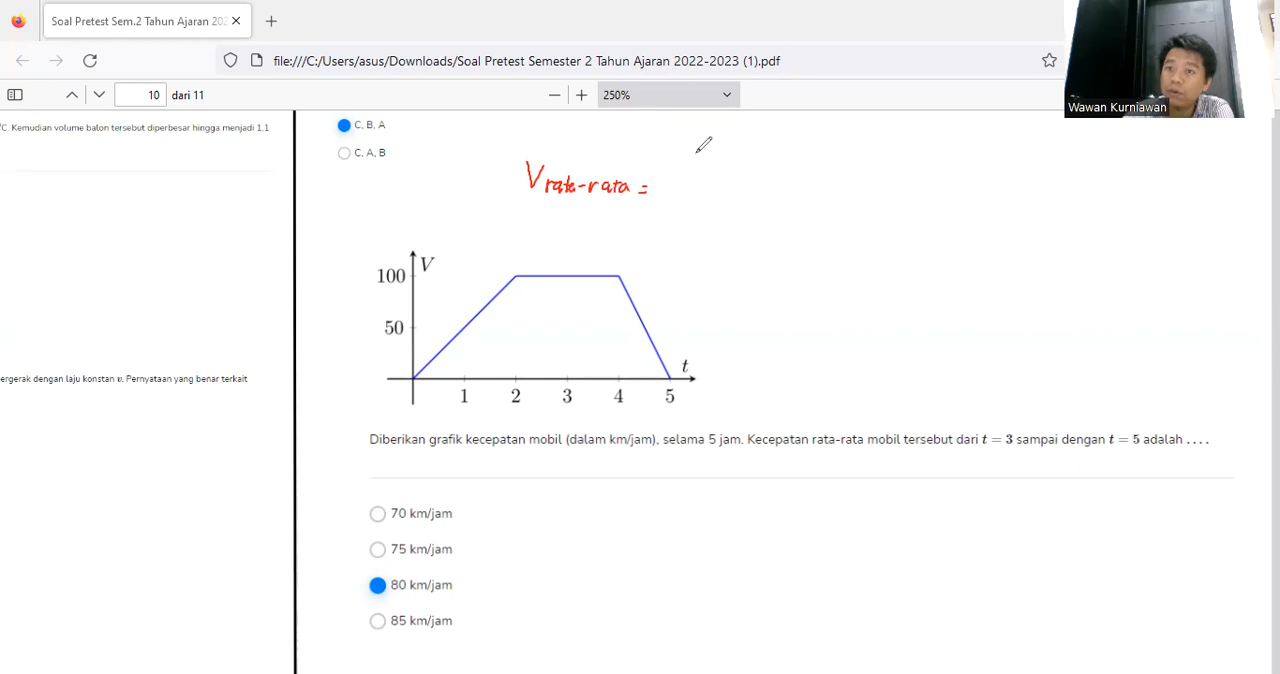 Soal Pretest Sem.2 Tahun Ajaran 202
file:///C:/Users/asus/Downloads/Soal Pretest Semester 2 Tahun Ajaran 2022-2023 (1).pdf
10 dari 11
250%
Wawan Kurniawan
C. Kemudian volume balon tersebut diperbesar hingga menjadi 1.1
C, B, A
C, A, B
V rata-rata =
V
100
50
t
1 2 3 4 5
ergerak dengan laju konstan v. Pernyataan yang benar terkait
Diberikan grafik kecepatan mobil (dalam km/jam), selama 5 jam. Kecepatan rata-rata mobil tersebut dari t = 3 sampai dengan t = 5 adalah ....
70 km/jam
75 km/jam
80 km/jam
85 km/jam